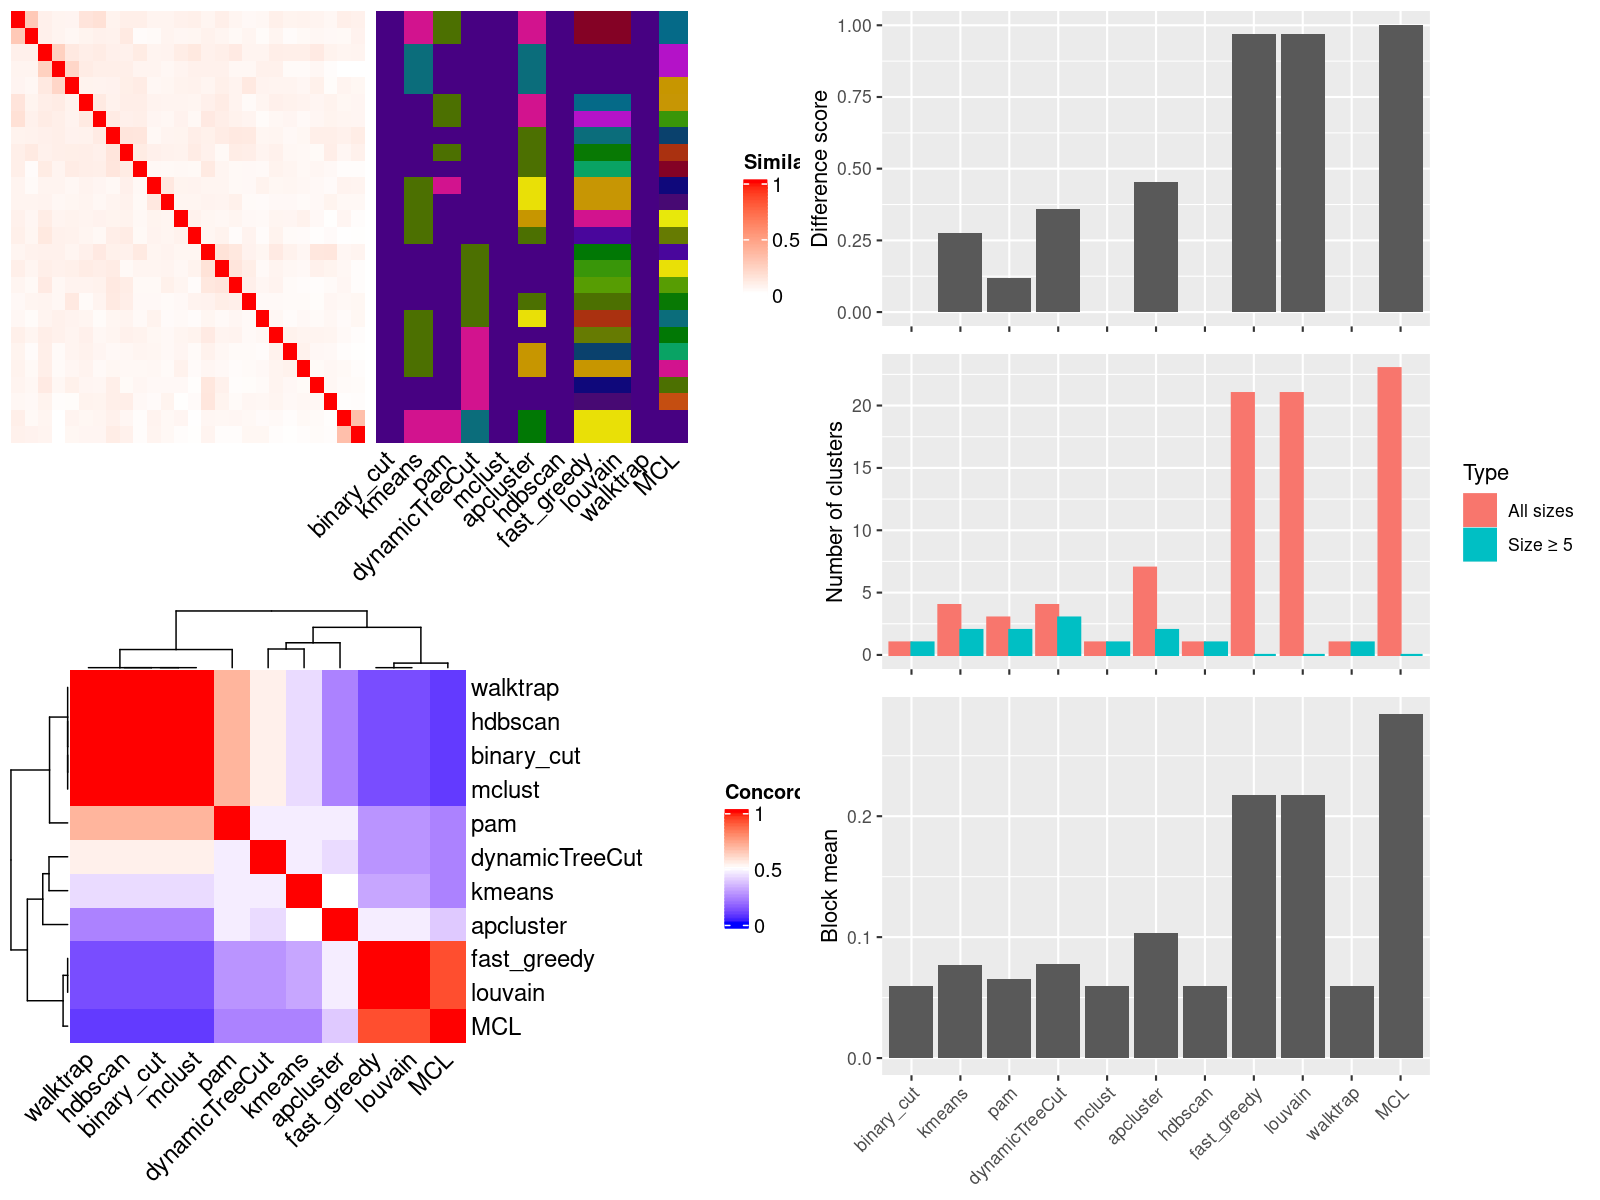 Simila
1
0.5
0
binary_cut
kmeans
pam
dynamicTreeCut
mclust
apcluster
hdbscan
fast_greedy
louvain
walktrap
MCL
Difference score
1.00
0.75
0.50
0.25
0.00
Number of clusters
20
15
10
5
0
Type
All sizes
Size ≥ 5
Block mean
0.2
0.1
0.0
binary_cut
kmeans
pam
dynamicTreeCut
mclust
apcluster
hdbscan
fast_greedy
louvain
walktrap
MCL
walktrap
hdbscan
binary_cut
mclust
pam
dynamicTreeCut
kmeans
apcluster
fast_greedy
louvain
MCL
walktrap
hdbscan
binary_cut
mclust
pam
dynamicTreeCut
kmeans
apcluster
fast_greedy
louvain
MCL
Concord
1
0.5
0